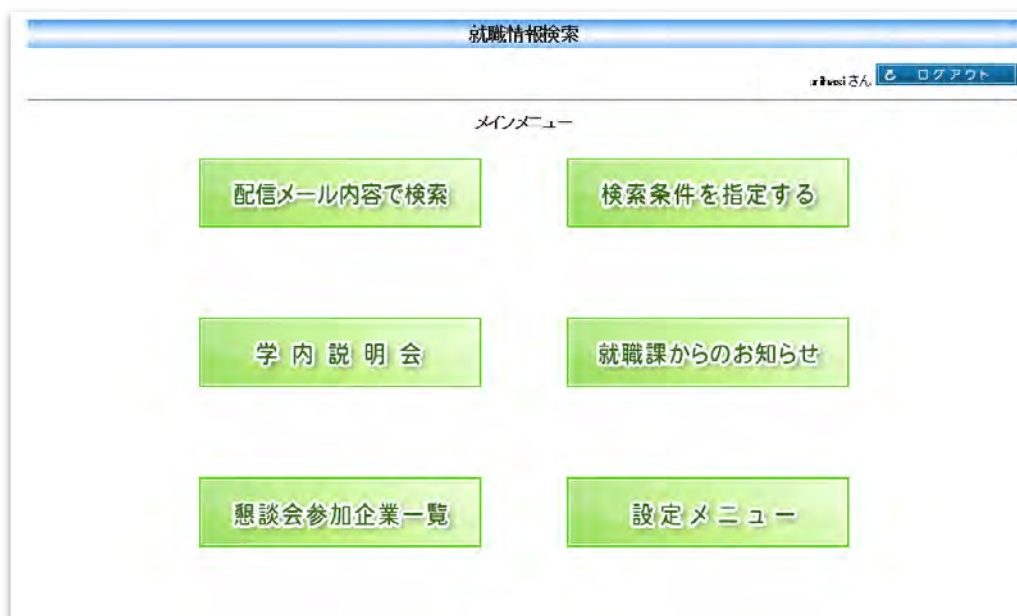 就職情報検索
さん ログアウト
メインメニュー
配信メール内容で検索 検索条件を指定する
学内説明会 就職課からのお知らせ
懇談会参加企業一覧 設定メニュー